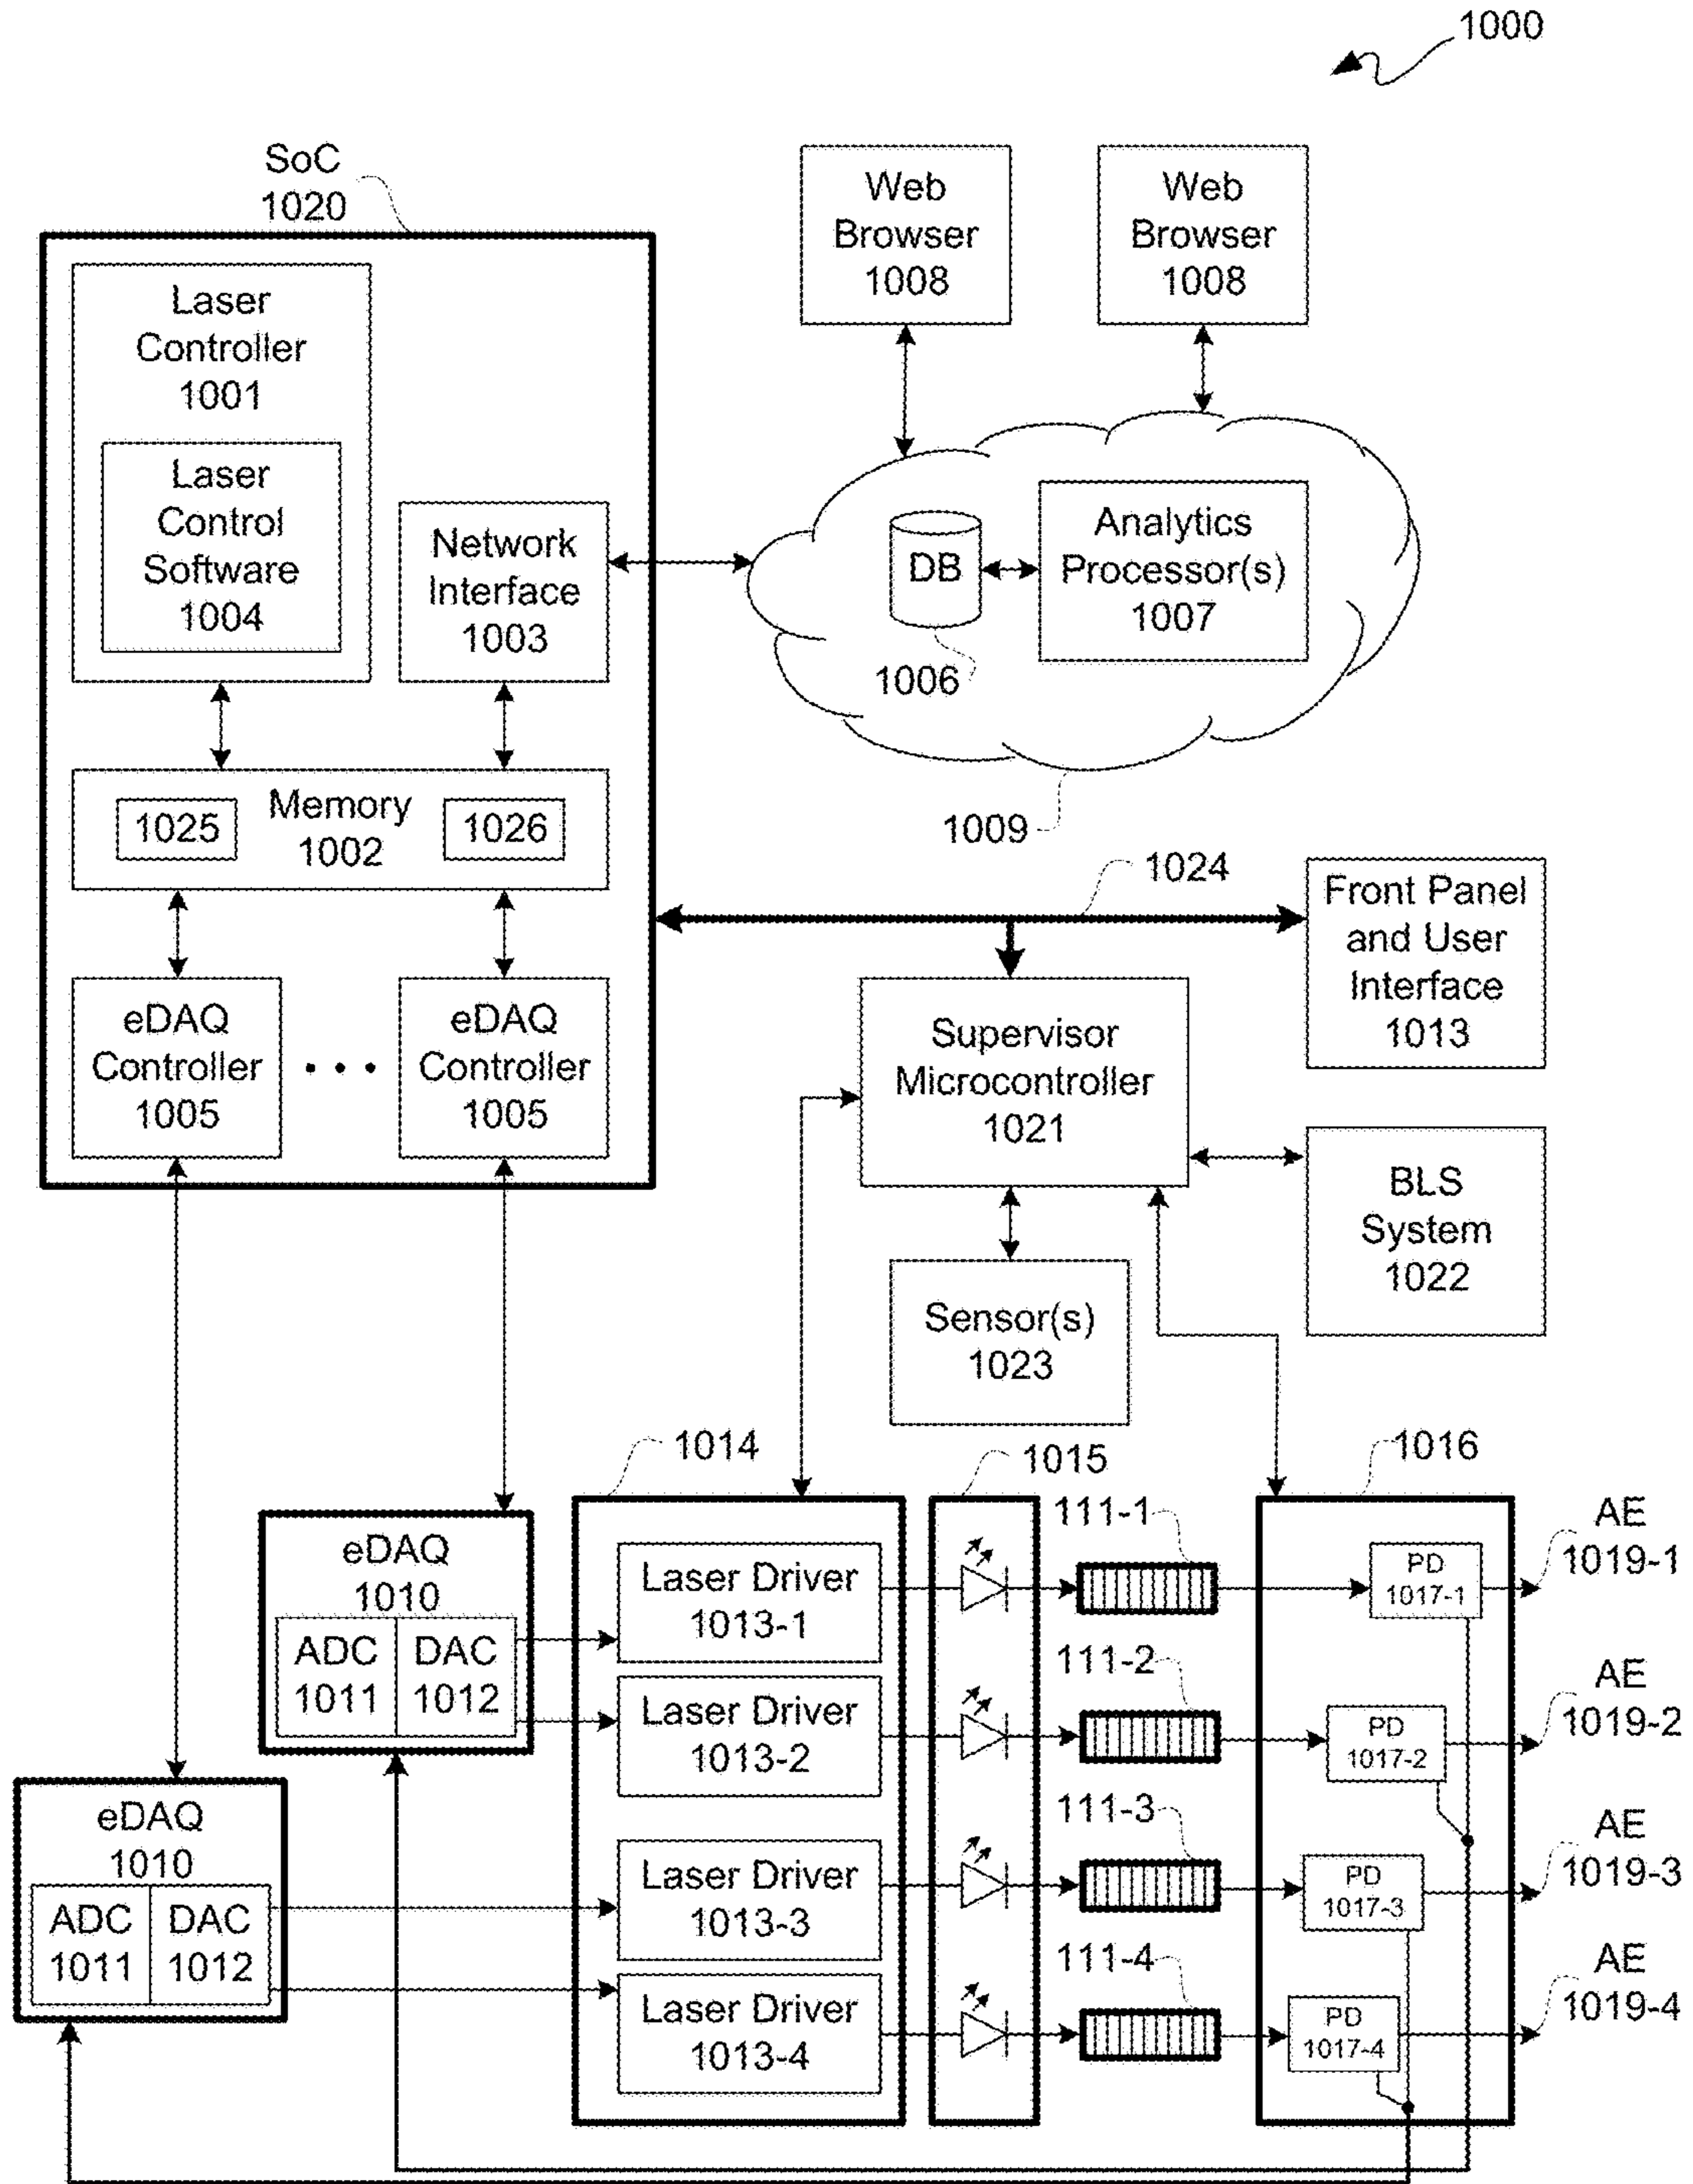 1000
SoC
1020
Laser
Controller
1001
Laser
Control
Software
1004
Network
Interface
1003
Memory
1002
1025
1026
eDAQ
Controller
1005
eDAQ
Controller
1005
Web
Browser
1008
Web
Browser
1008
DB
1006
Analytics
Processor(s)
1007
1009
1024
Front Panel
and User
Interface
1013
Supervisor
Microcontroller
1021
BLS
System
1022
Sensor(s)
1023
eDAQ
1010
ADC
1011
DAC
1012
eDAQ
1010
ADC
1011
DAC
1012
1014
Laser Driver
1013-1
Laser Driver
1013-2
Laser Driver
1013-3
Laser Driver
1013-4
1015
111-1
111-2
111-3
111-4
1016
PD
1017-1
PD
1017-2
PD
1017-3
PD
1017-4
AE
1019-1
AE
1019-2
AE
1019-3
AE
1019-4